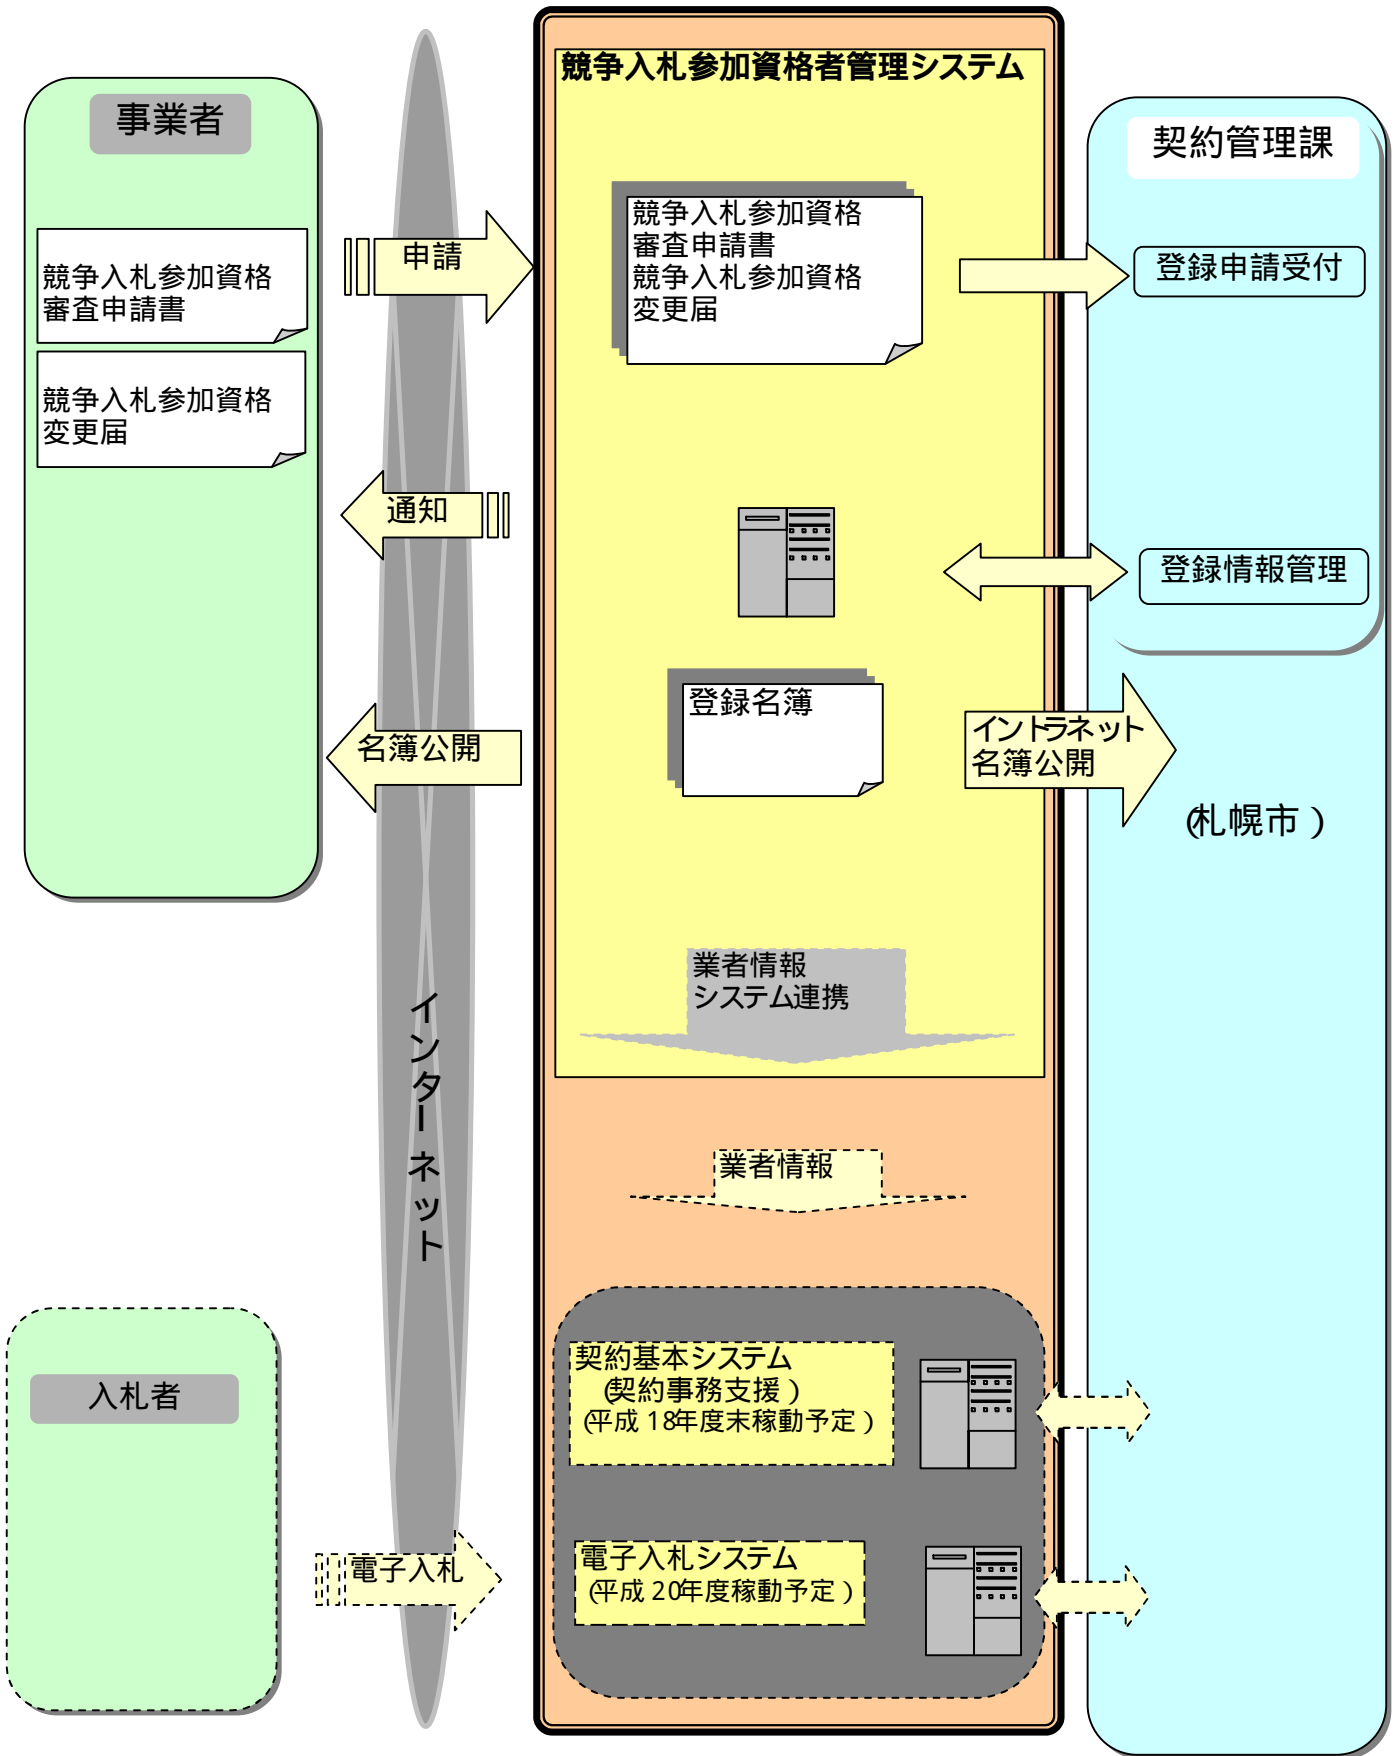 競争入札参加資格者管理システム
事業者
契約管理課
競争入札参加資格
審査申請書
競争入札参加資格
変更届
申請
競争入札参加資格
審査申請書
競争入札参加資格
変更届
登録申請受付
通知
登録情報管理
名簿公開
登録名簿
イントラネット
名簿公開
(札幌市)
業者情報
システム連携
インターネット
業者情報
入札者
契約基本システム
(契約事務支援)
(平成18年度末稼動予定)
電子入札
電子入札システム
(平成20年度稼動予定)